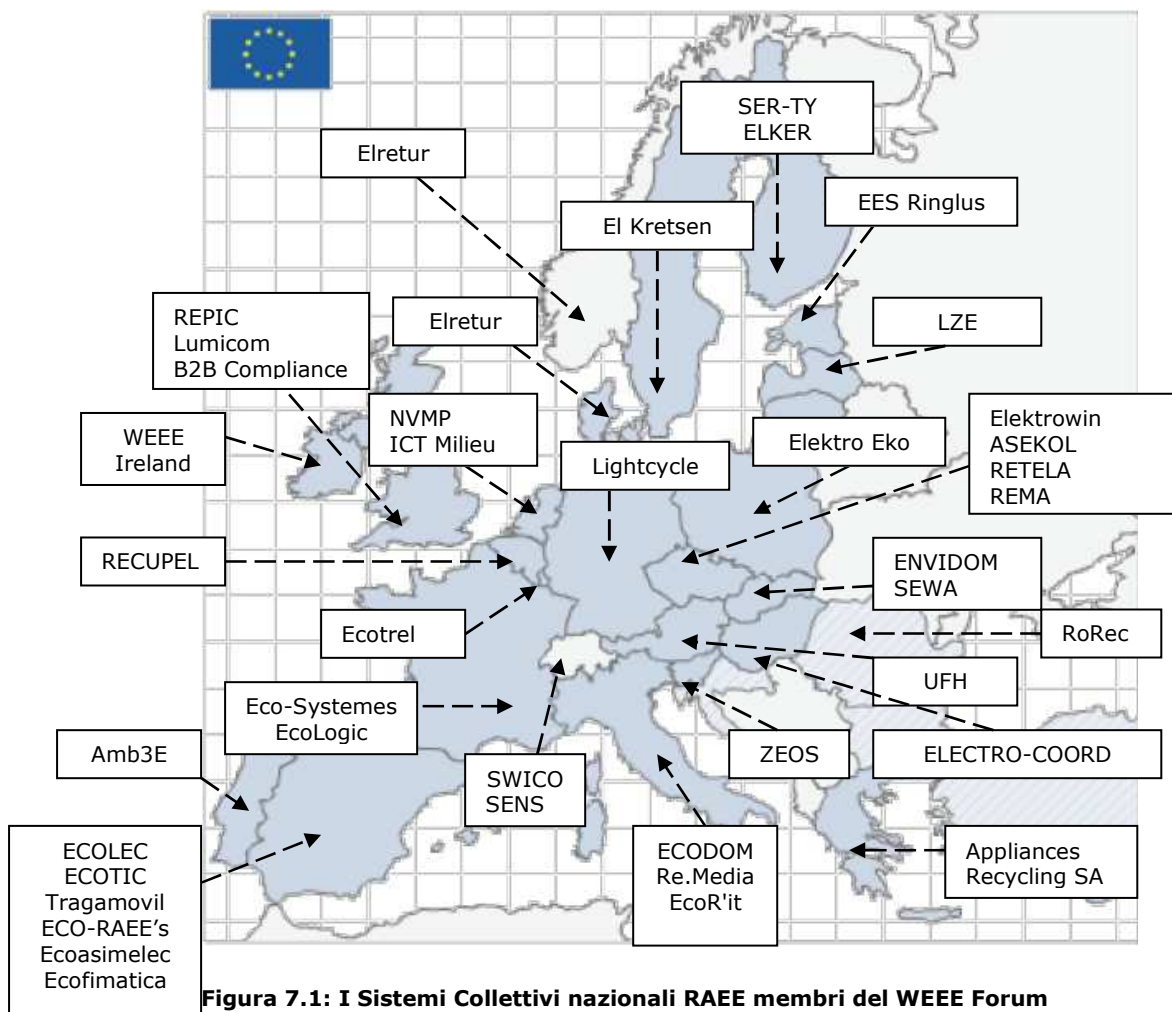 SER-TY
ELKER
Elretur
EES Ringlus
El Kretsen
REPIC
Lumicom
B2B Compliance
Elretur
LZE
WEEE
Ireland
NVMP
ICT Milieu
Lightcycle
Elektro Eko
Elektrowin
ASEKOL
RETELA
REMA
RECUPEL
ENVIDOM
SEWA
Ecotrel
RoRec
UFH
Eco-Systemes
EcoLogic
Amb3E
SWICO
SENS
ZEOS
ELECTRO-COORD
ECOLEC
ECOTIC
Tragamovil
ECO-RAEE’s
Ecoasimelec
Ecofimatica
ECODOM
Re.Media
EcoR'it
Appliances
Recycling SA
Figura 7.1: I Sistemi Collettivi nazionali RAEE membri del WEEE Forum